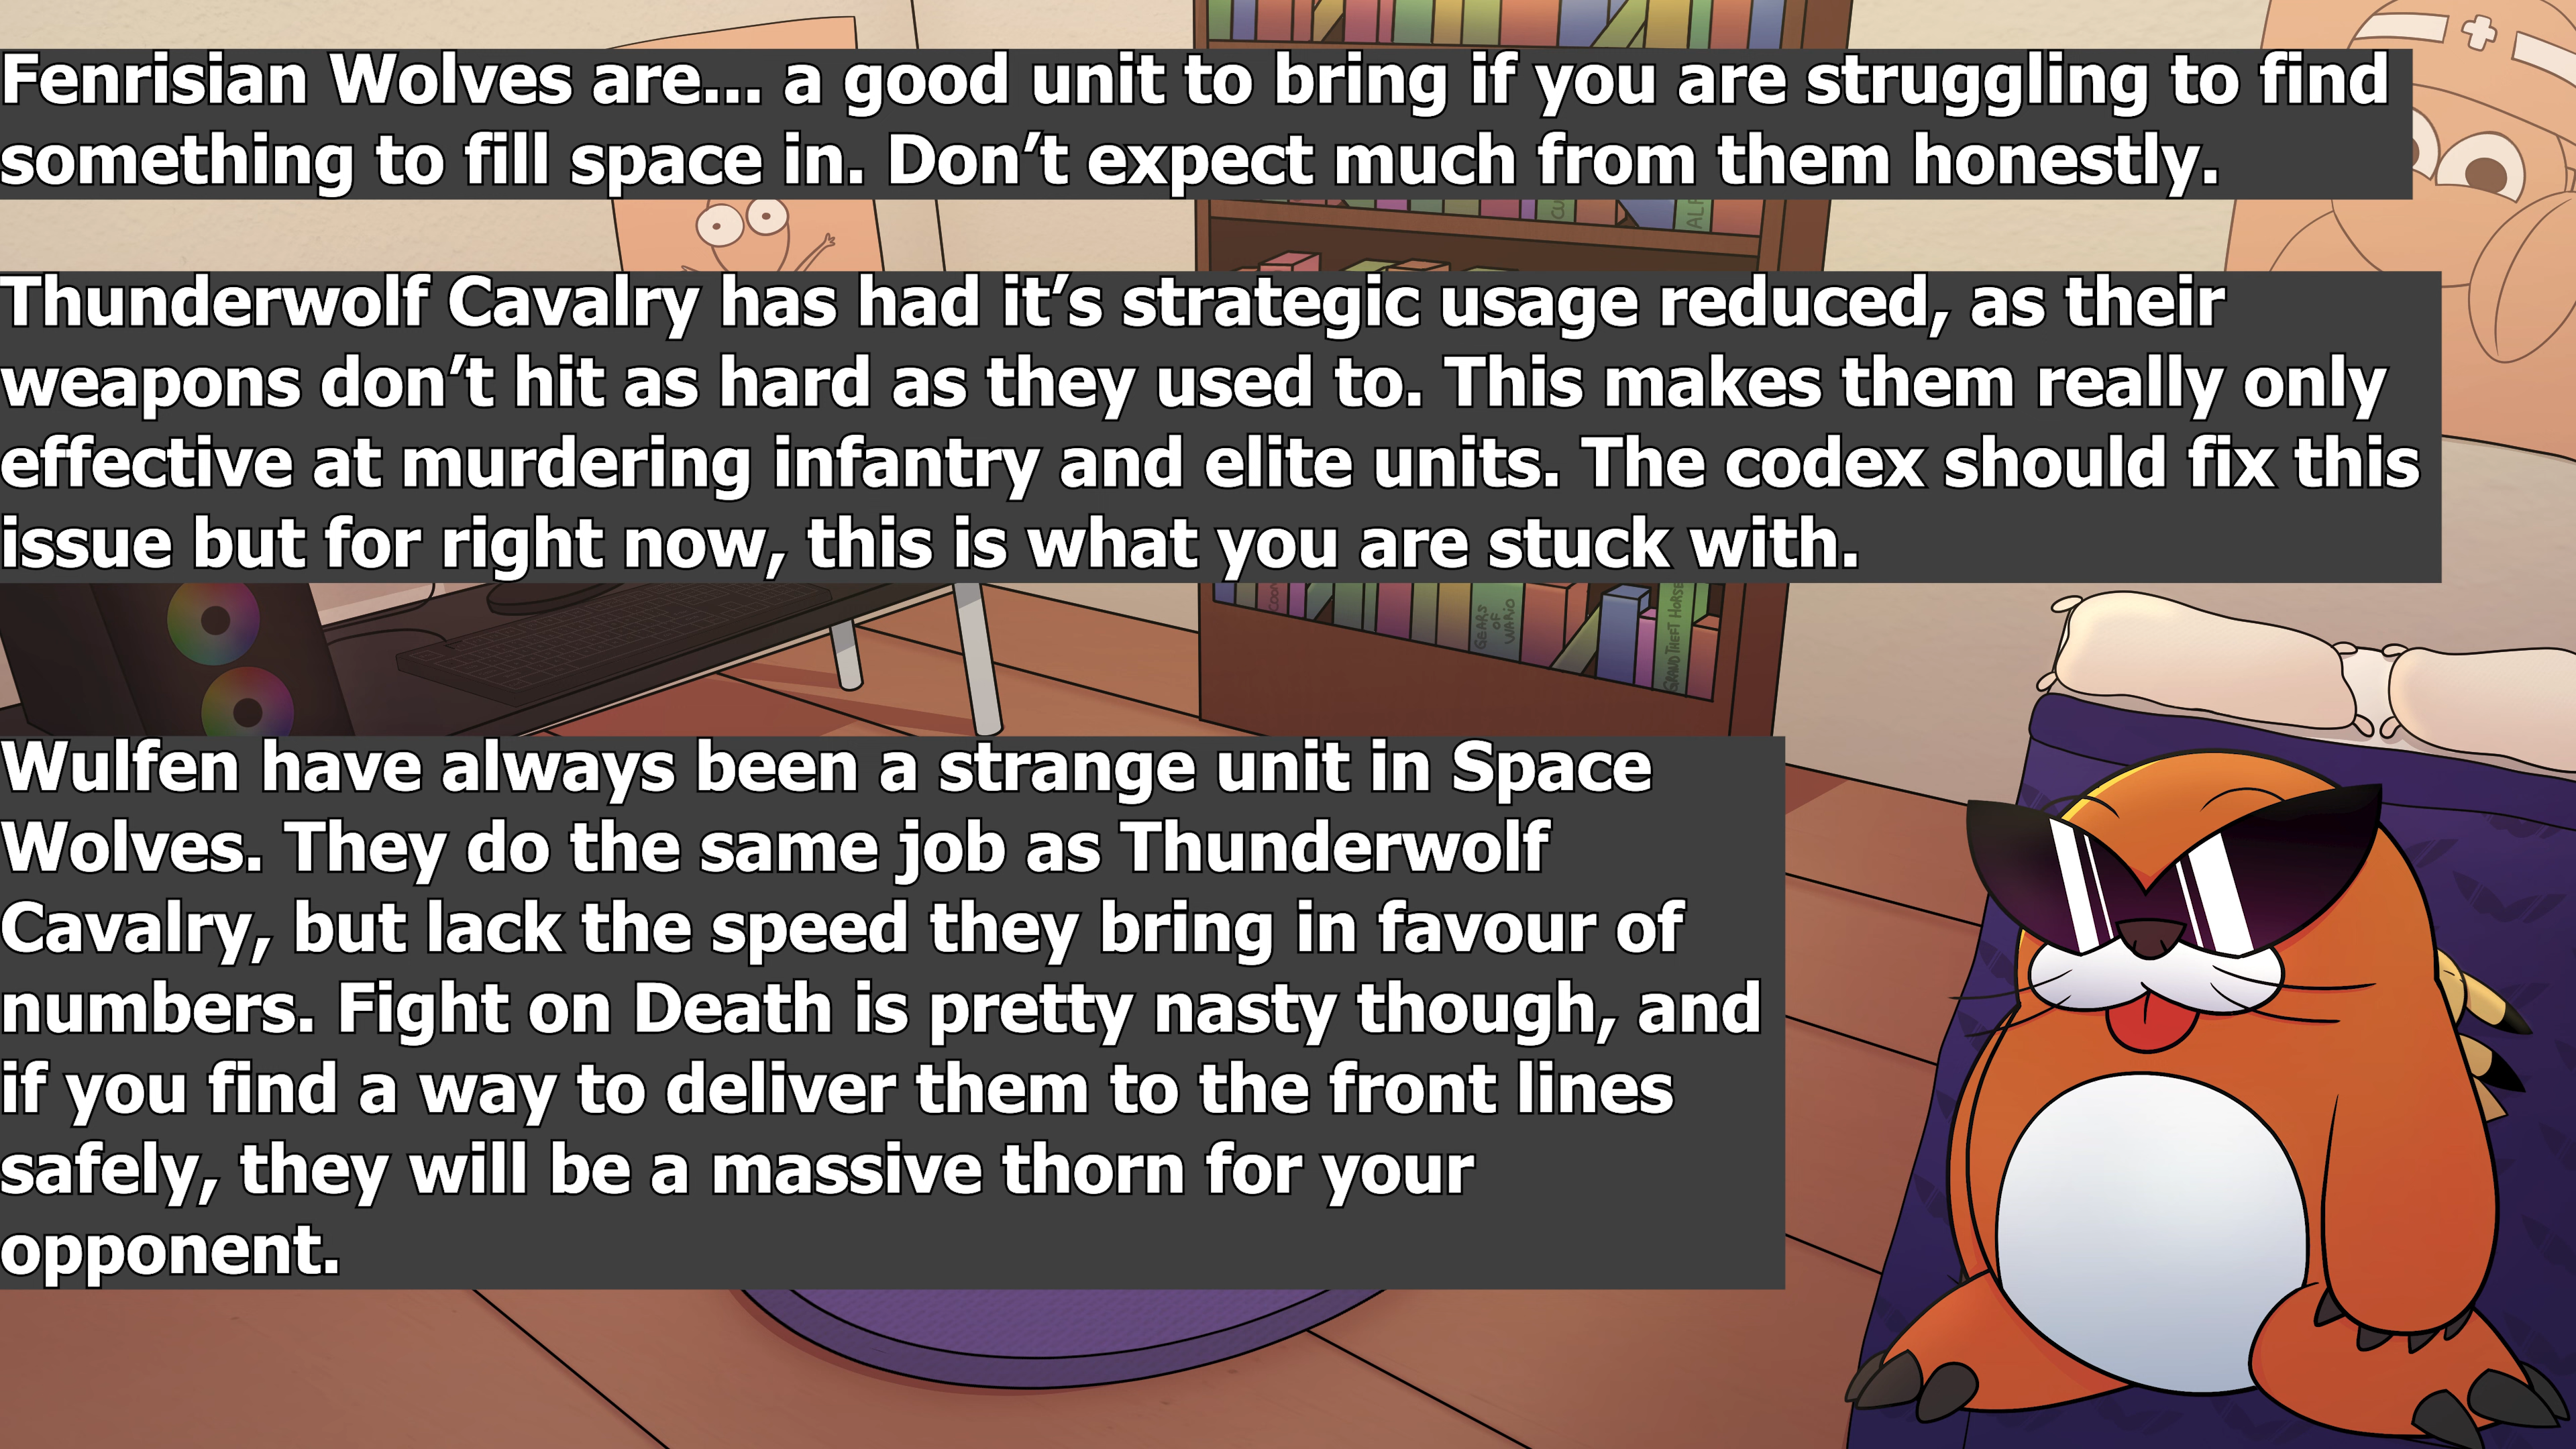 Fenrisian Wolves are... a good unit to bring if you are struggling to find
something to fill space in. Don’t expect much from them honestly.
Thunderwolf Cavalry has had it’s strategic usage reduced, as their
weapons don’t hit as hard as they used to. This makes them really only
effective at murdering infantry and elite units. The codex should fix this
issue but for right now, this is what you are stuck with.
GEARS
OF
WARIO
GRAND THEFT HORSE
Wulfen have always been a strange unit in Space
Wolves. They do the same job as Thunderwolf
Cavalry, but lack the speed they bring in favour of
numbers. Fight on Death is pretty nasty though, and
if you find a way to deliver them to the front lines
safely, they will be a massive thorn for your
opponent.